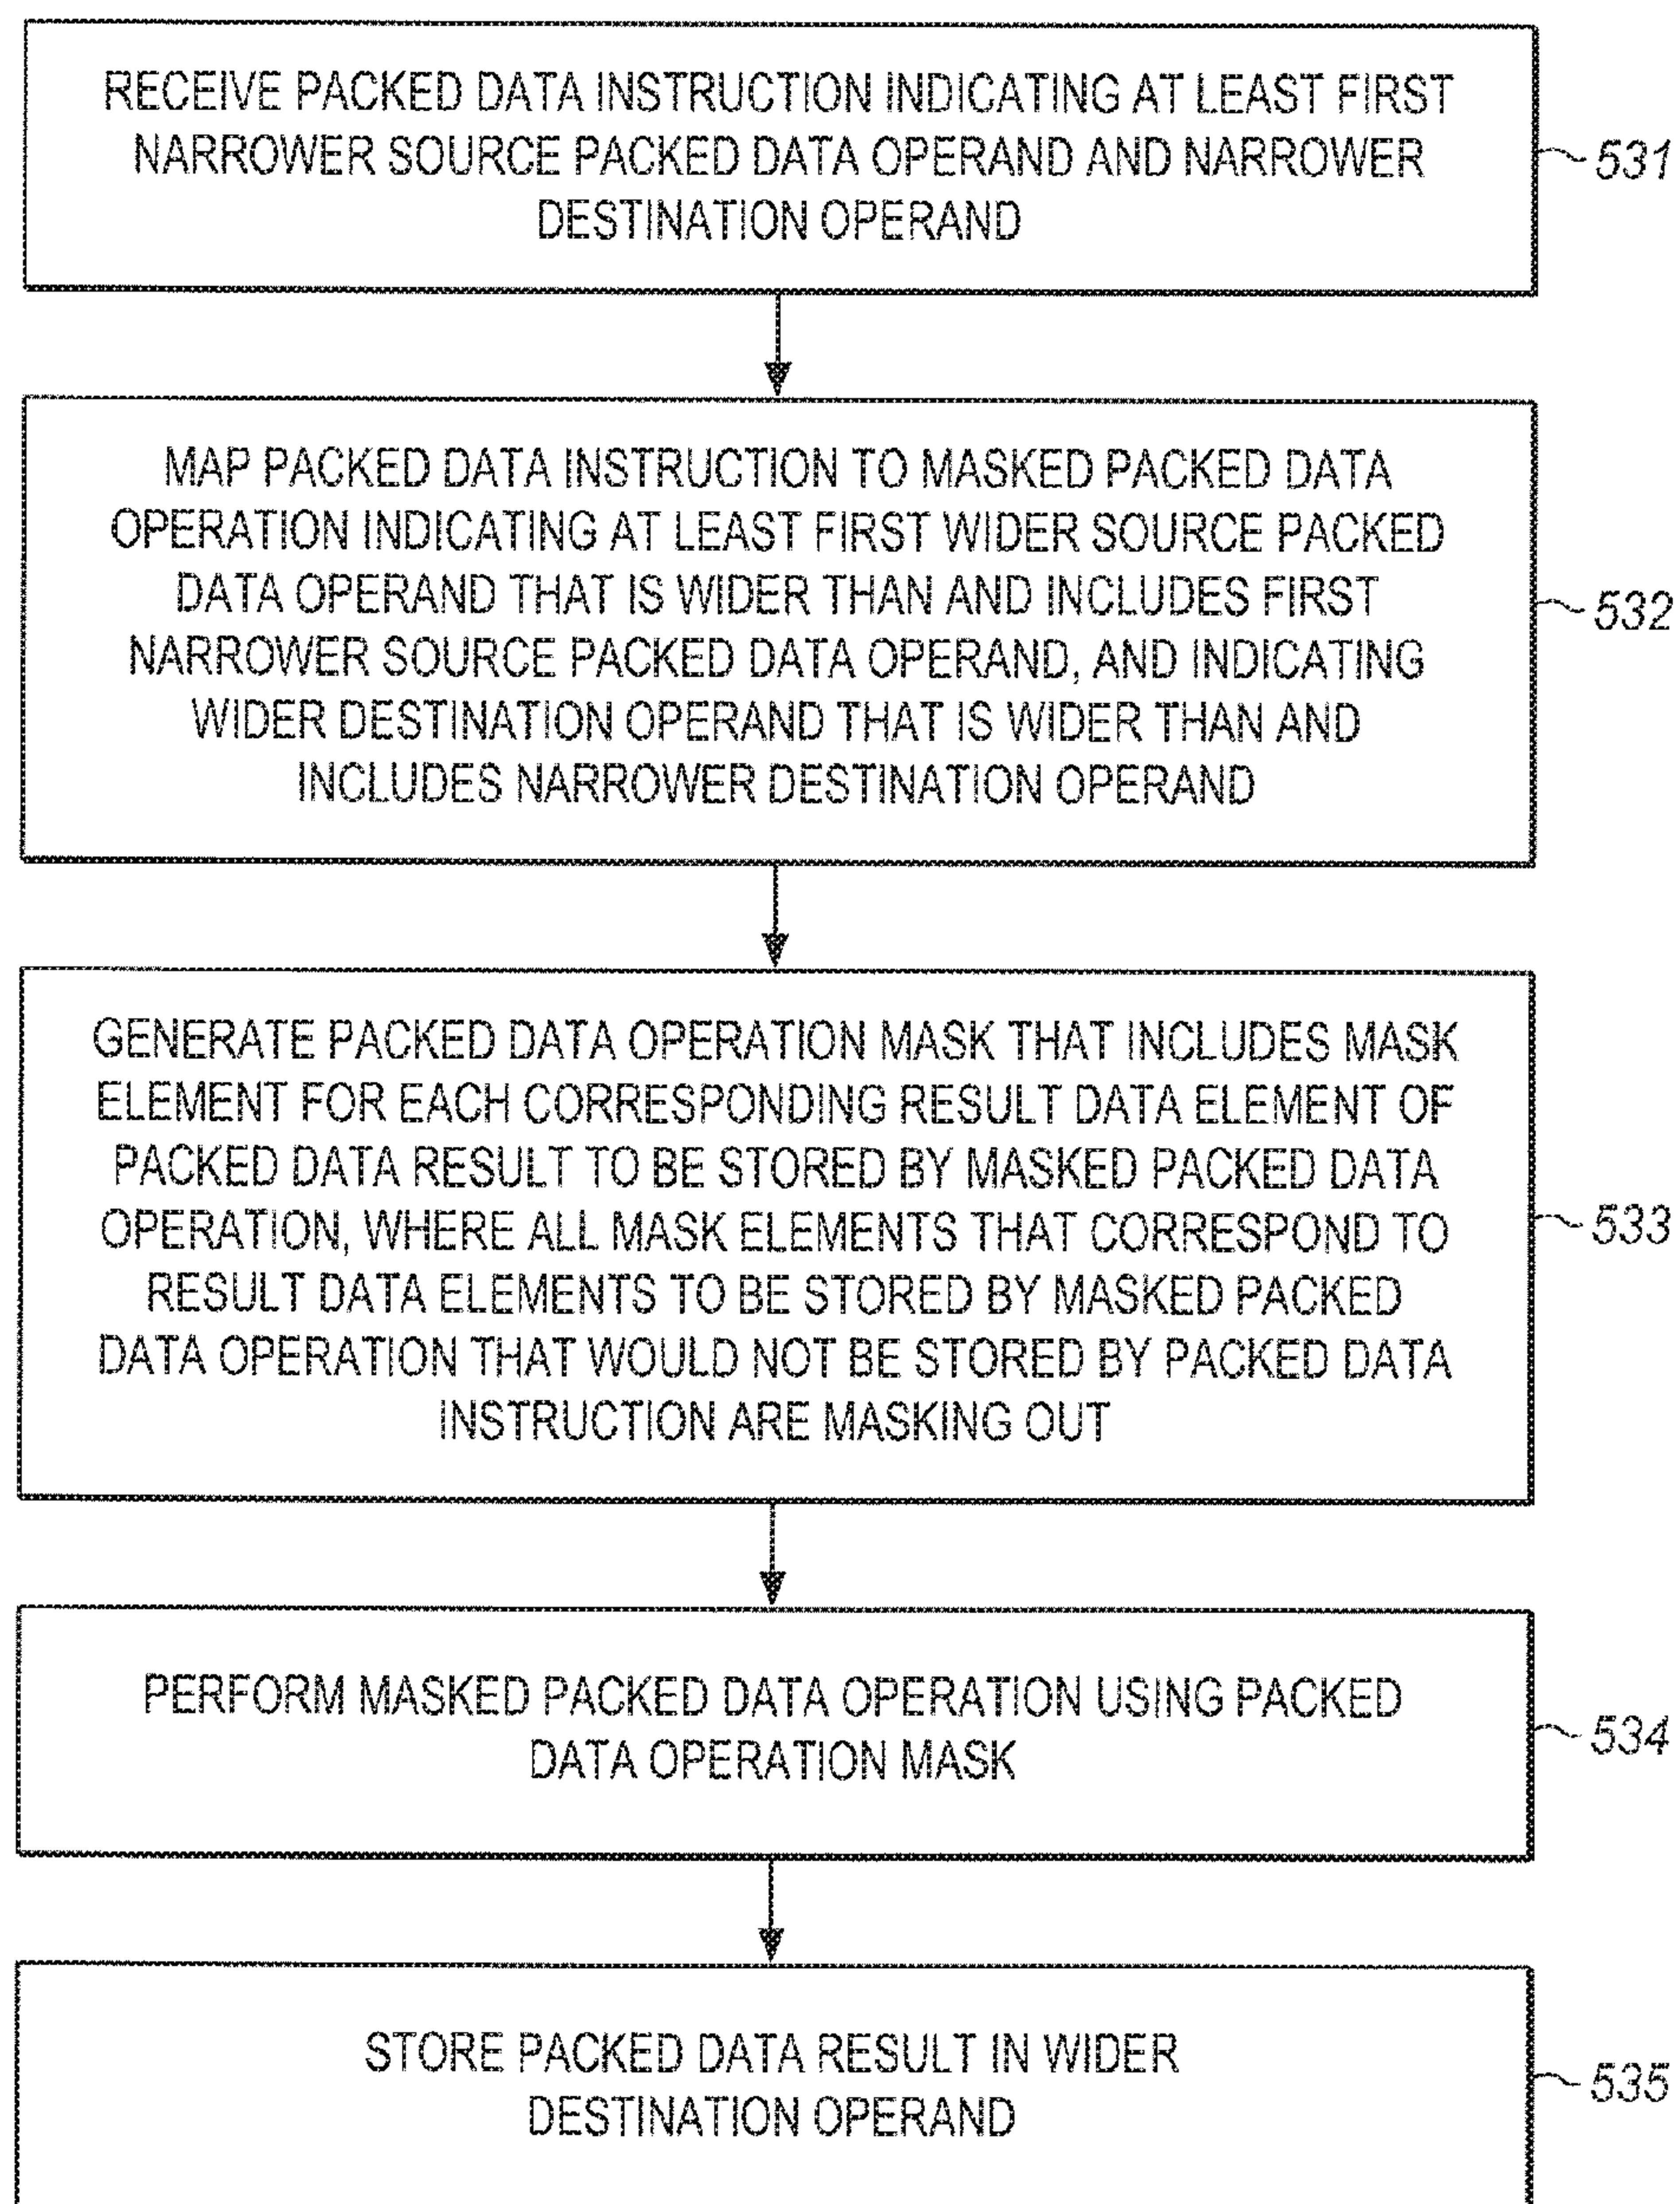 RECEIVE PACKED DATA INSTRUCTION INDICATING AT LEAST FIRST
NARROWER SOURCE PACKED DATA OPERAND AND NARROWER
DESTINATION OPERAND
531
MAP PACKED DATA INSTRUCTION TO MASKED PACKED DATA
OPERATION INDICATING AT LEAST FIRST WIDER SOURCE PACKED
DATA OPERAND THAT IS WIDER THAN AND INCLUDES FIRST
NARROWER SOURCE PACKED DATA OPERAND, AND INDICATING
WIDER DESTINATION OPERAND THAT IS WIDER THAN AND
INCLUDES NARROWER DESTINATION OPERAND
532
GENERATE PACKED DATA OPERATION MASK THAT INCLUDES MASK
ELEMENT FOR EACH CORRESPONDING RESULT DATA ELEMENT OF
PACKED DATA RESULT TO BE STORED BY MASKED PACKED DATA
OPERATION, WHERE ALL MASK ELEMENTS THAT CORRESPOND TO
RESULT DATA ELEMENTS TO BE STORED BY MASKED PACKED
DATA OPERATION THAT WOULD NOT BE STORED BY PACKED DATA
INSTRUCTION ARE MASKING OUT
533
PERFORM MASKED PACKED DATA OPERATION USING PACKED
DATA OPERATION MASK
534
STORE PACKED DATA RESULT IN WIDER
DESTINATION OPERAND
535